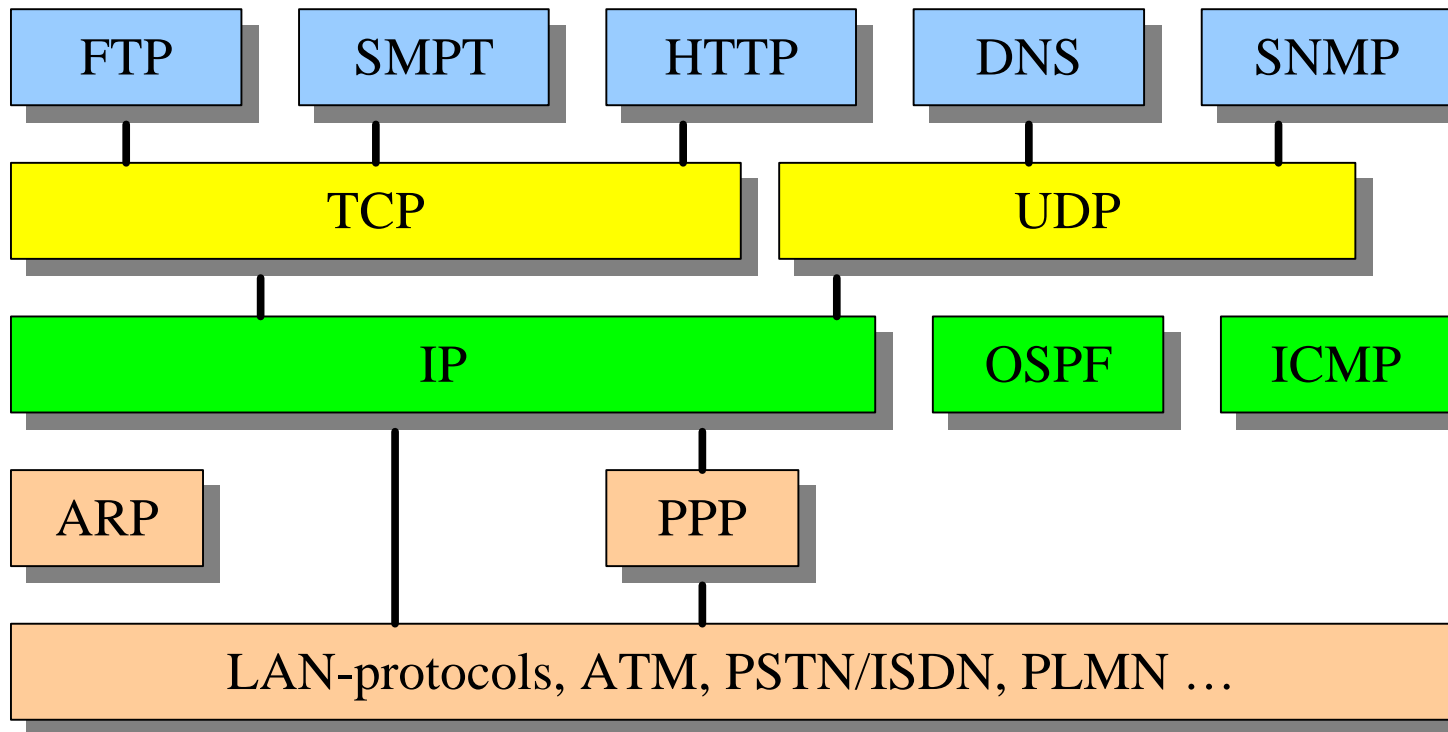 FTP SMPT HTTP DNS SNMP
TCP UDP
IP OSPF ICMP
ARP PPP
LAN-protocols, ATM, PSTN/ISDN, PLMN …